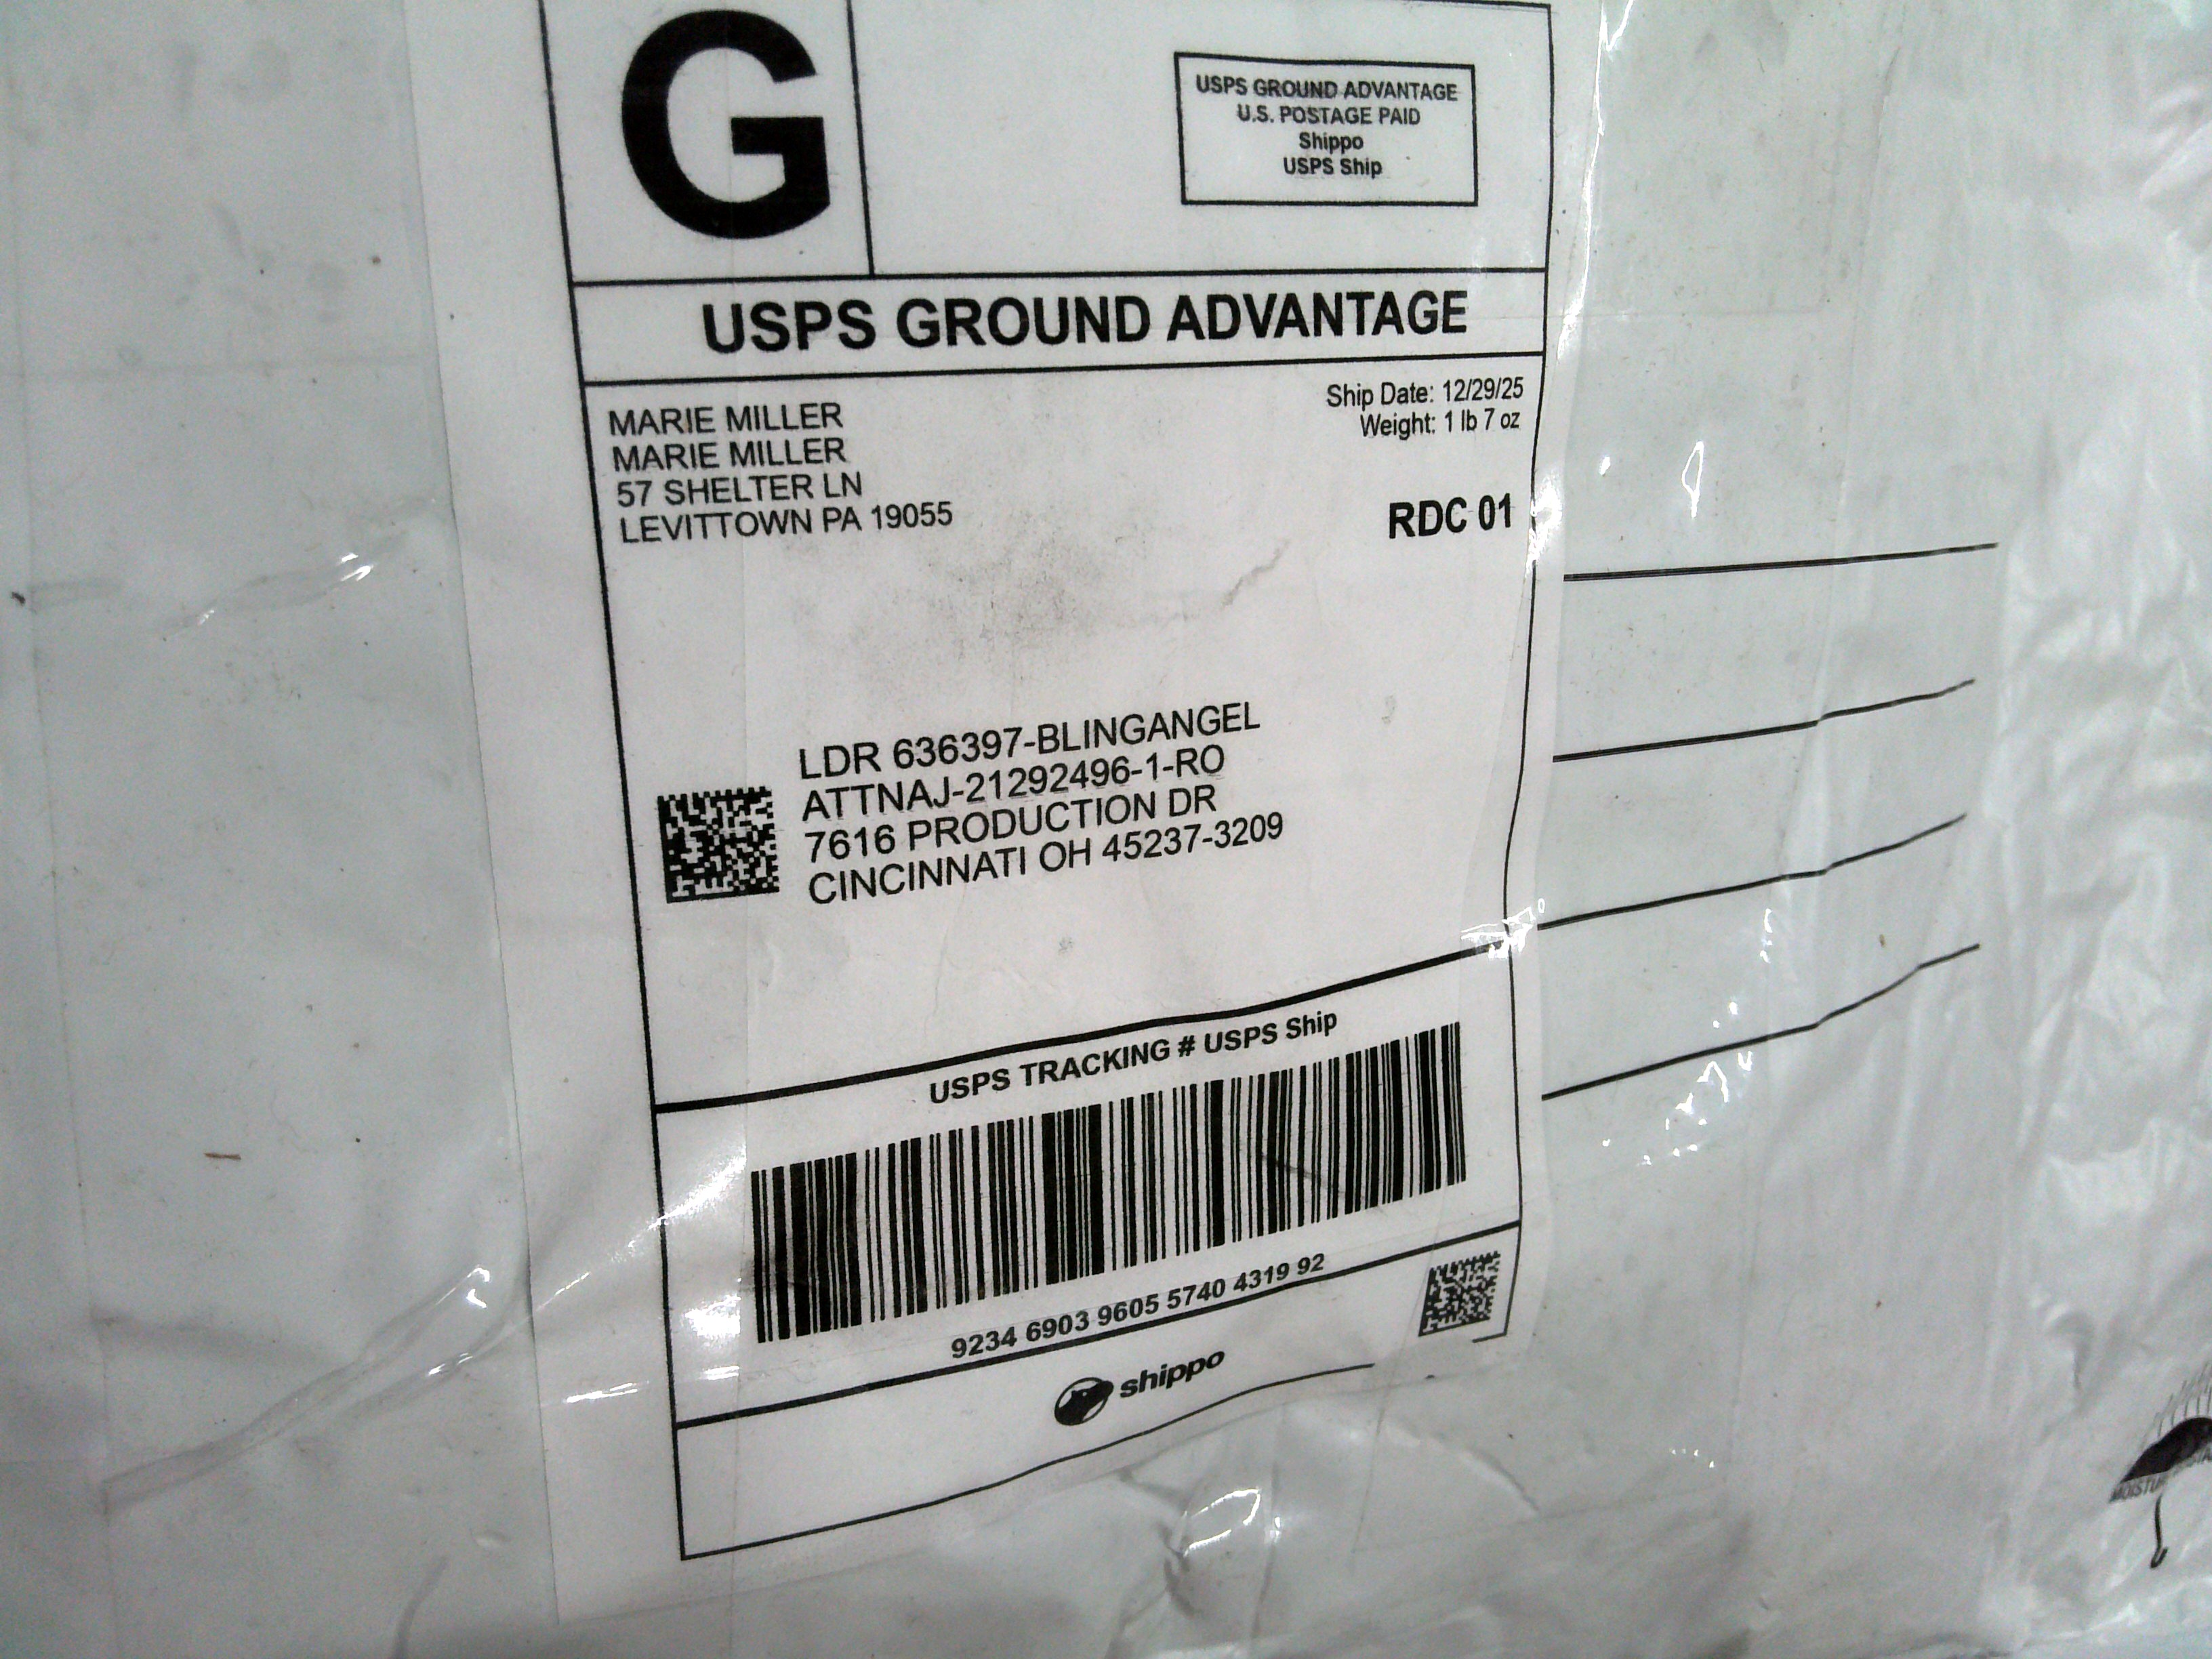 G
USPS GROUND ADVANTAGE
U.S. POSTAGE PAID
Shippo
USPS Ship
USPS GROUND ADVANTAGE
MARIE MILLER
MARIE MILLER
57 SHELTER LN
LEVITTOWN PA 19055
Ship Date: 12/29/25
Weight: 1 lb 7 oz
RDC 01
LDR 636397-BLINGANGEL
ATTNAJ-21292496-1-RO
7616 PRODUCTION DR
CINCINNATI OH 45237-3209
USPS TRACKING # USPS Ship
9234 6903 9605 5740 4319 92
shippo